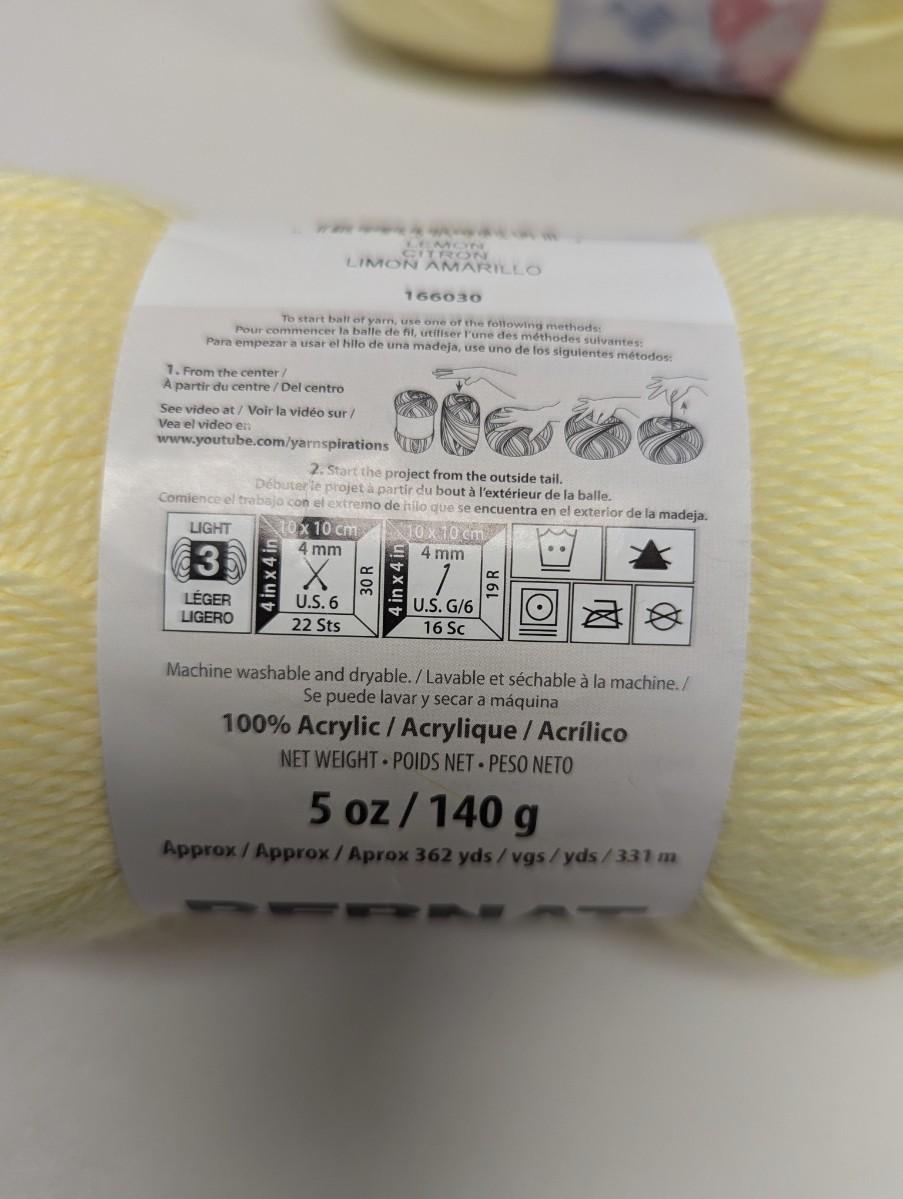 LEMON
CITRON
LIMON AMARILLO
166030
To start ball of yarn, use one of the following methods:
Pour commencer la balle de fil, utiliser l'une des méthodes suivantes:
Para empezar a usar el hilo de una madeja, use uno de los siguientes métodos:
1. From the center /
À partir du centre / Del centro
See video at / Voir la vidéo sur /
Vea el video en:
www.youtube.com/yarnspirations
2. Start the project from the outside tail.
Débuter le projet à partir du bout à l'extérieur de la balle.
Comience el trabajo con el extremo de hilo que se encuentra en el exterior de la madeja.
LIGHT
3
LÉGER
LIGERO
10 x 10 cm
4 in x 4 in
4 mm
U.S. 6
30 R
22 Sts
10 x 10 cm
4 in x 4 in
4 mm
U.S. G/6
19 R
16 Sc
Machine washable and dryable. / Lavable et séchable à la machine. /
Se puede lavar y secar a máquina
100% Acrylic / Acrylique / Acrílico
NET WEIGHT • POIDS NET • PESO NETO
5 oz / 140 g
Approx / Approx / Aprox 362 yds / vgs / yds / 331 m
BERNAT